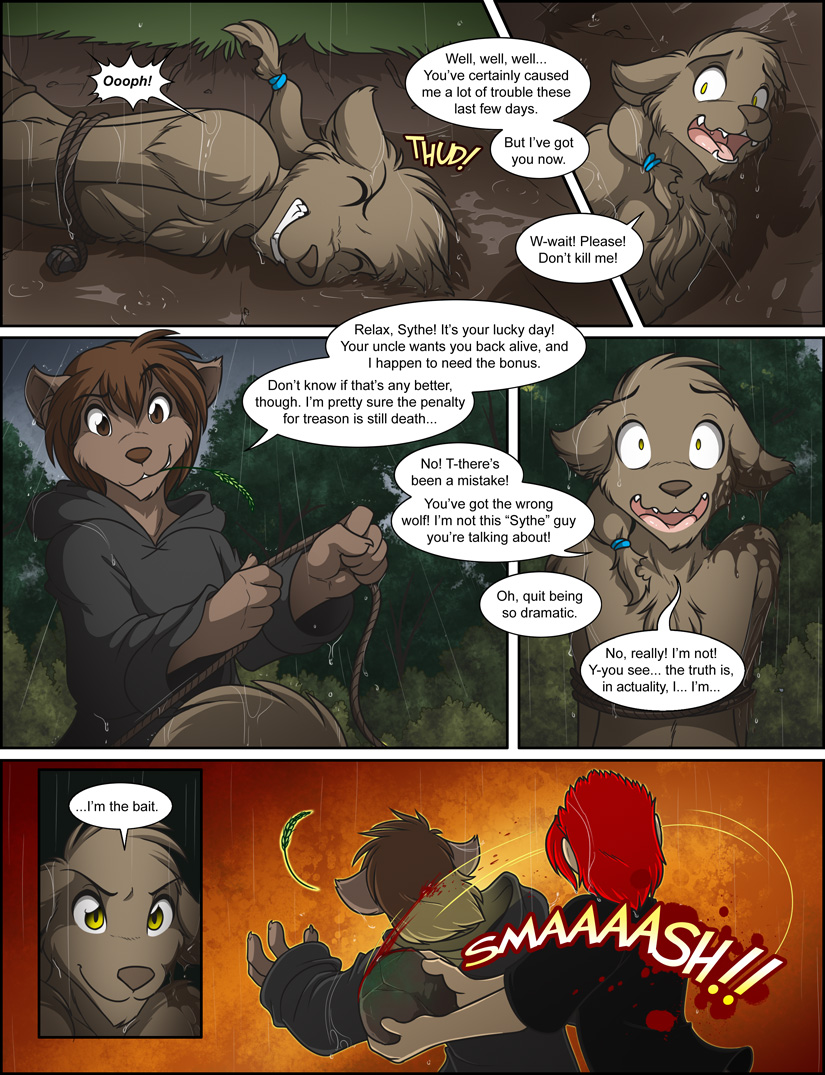 Oooph!
THUD!
Well, well, well...
You've certainly caused
me a lot of trouble these
last few days.
But I've got
you now.
W-wait! Please!
Don't kill me!
Relax, Sythe! It's your lucky day!
Your uncle wants you back alive, and
I happen to need the bonus.
Don't know if that's any better,
though. I'm pretty sure the penalty
for treason is still death...
No! T-there's
been a mistake!
You've got the wrong
wolf! I'm not this “Sythe” guy
you're talking about!
Oh, quit being
so dramatic.
No, really! I'm not!
Y-you see... the truth is,
in actuality, I... I'm...
...I'm the bait.
SMAAAAASH!!